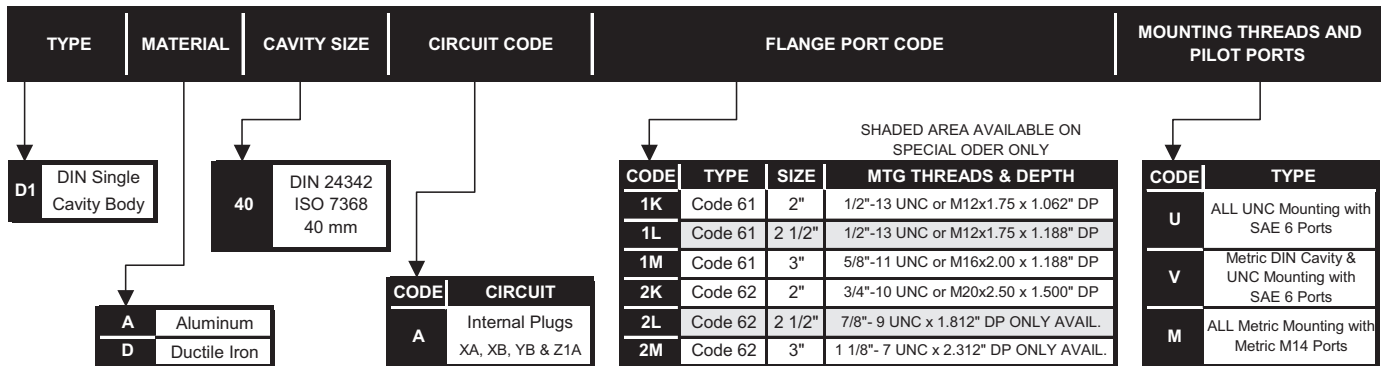 TYPE
MATERIAL
CAVITY SIZE
CIRCUIT CODE
FLANGE PORT CODE
MOUNTING THREADS AND
PILOT PORTS
D1 DIN Single
Cavity Body
A Aluminum
D Ductile Iron
40 DIN 24342
ISO 7368
40 mm
CODE CIRCUIT
A Internal Plugs
XA, XB, YB & Z1A
SHADED AREA AVAILABLE ON
SPECIAL ODER ONLY
CODE TYPE SIZE MTG THREADS & DEPTH
1K Code 61 2" 1/2"-13 UNC or M12x1.75 x 1.062" DP
1L Code 61 2 1/2" 1/2"-13 UNC or M12x1.75 x 1.188" DP
1M Code 61 3" 5/8"-11 UNC or M16x2.00 x 1.188" DP
2K Code 62 2" 3/4"-10 UNC or M20x2.50 x 1.500" DP
2L Code 62 2 1/2" 7/8"- 9 UNC x 1.812" DP ONLY AVAIL.
2M Code 62 3" 1 1/8"- 7 UNC x 2.312" DP ONLY AVAIL.
CODE TYPE
U ALL UNC Mounting with
SAE 6 Ports
V Metric DIN Cavity &
UNC Mounting with
SAE 6 Ports
M ALL Metric Mounting with
Metric M14 Ports